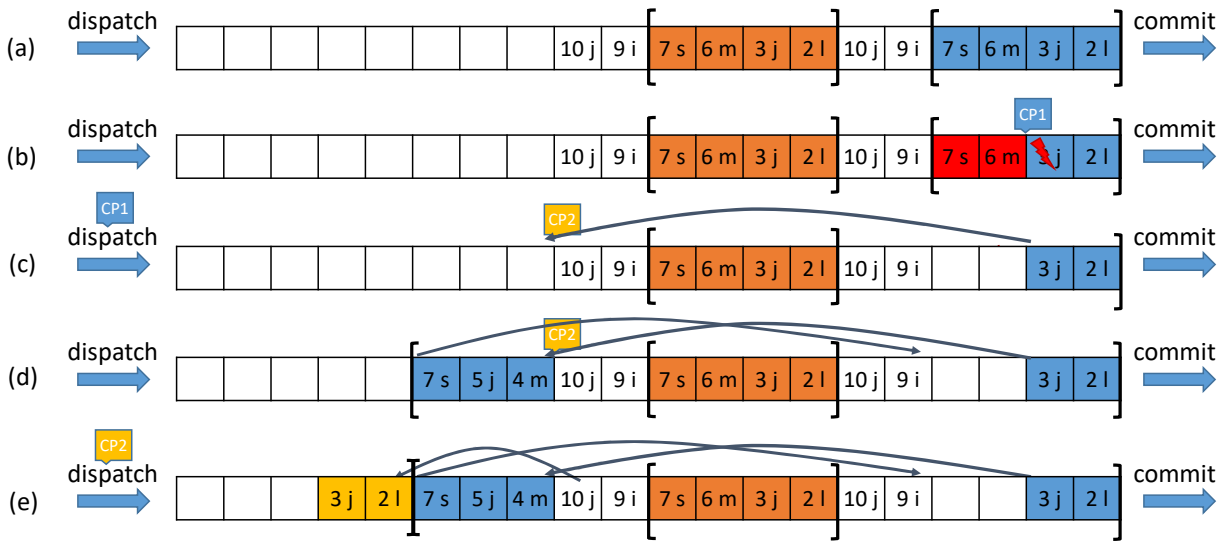 dispatch commit
(a) 10 j 9 i 7 s 6 m 3 j 2 l 10 j 9 i 7 s 6 m 3 j 2 l
CP1
dispatch commit
(b) 10 j 9 i 7 s 6 m 3 j 2 l 10 j 9 i 7 s 6 m 3 j 2 l
CP1
CP2
dispatch commit
(c) 10 j 9 i 7 s 6 m 3 j 2 l 10 j 9 i 3 j 2 l
CP2
dispatch commit
(d) 7 s 5 j 4 m 10 j 9 i 7 s 6 m 3 j 2 l 10 j 9 i 3 j 2 l
CP2
dispatch commit
(e) 3 j 2 l 7 s 5 j 4 m 10 j 9 i 7 s 6 m 3 j 2 l 10 j 9 i 3 j 2 l